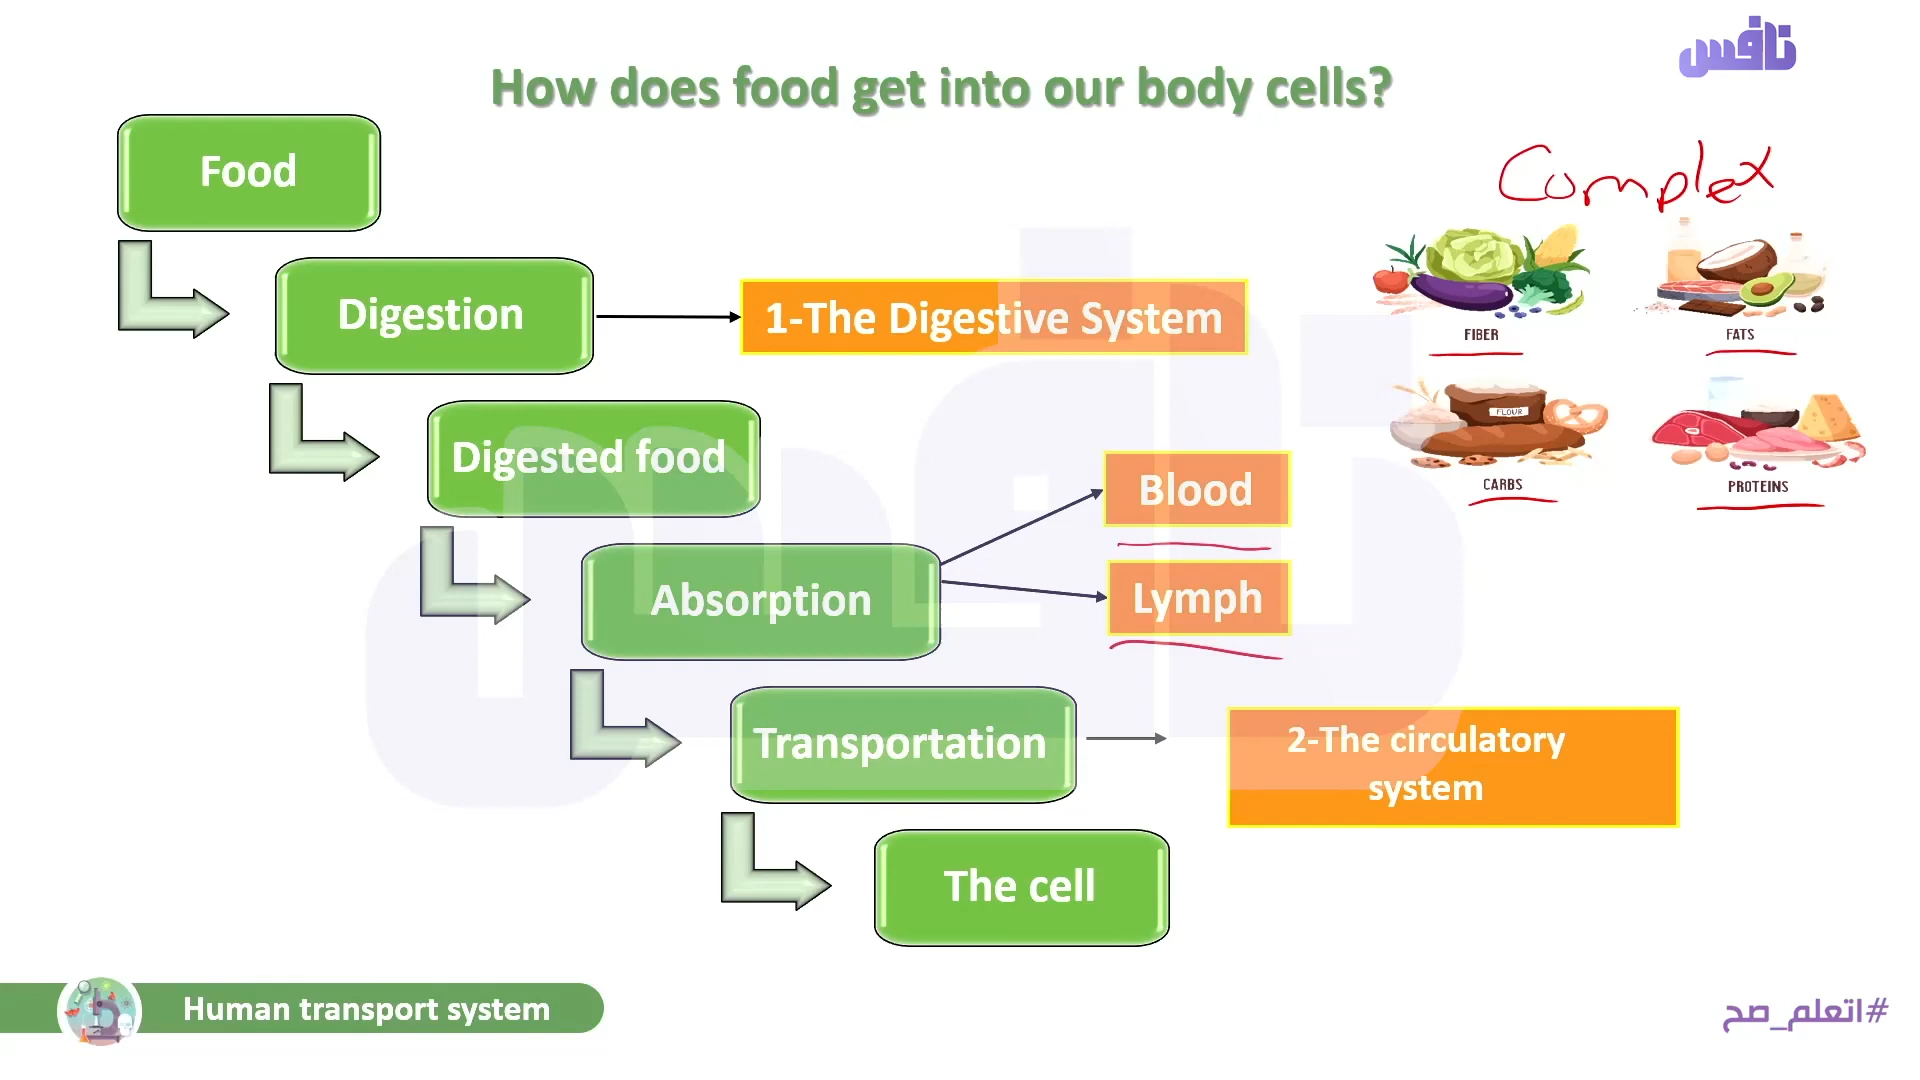 نافس
How does food get into our body cells?
Food
Complex
Digestion
1-The Digestive System
FIBER
FATS
Digested food
FLOUR
CARBS
PROTEINS
Blood
Absorption
Lymph
Transportation
2-The circulatory
system
The cell
Human transport system
#اتعلم_صح